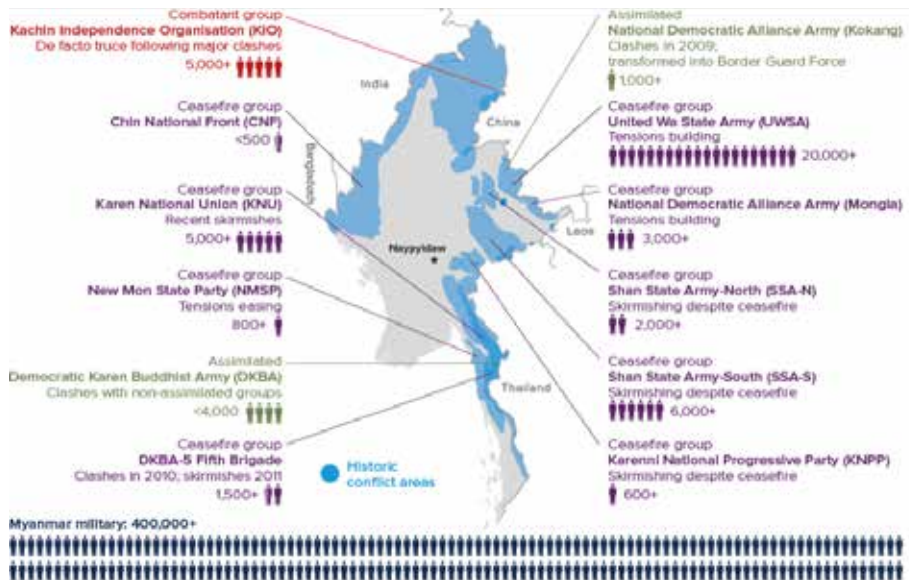 Combatant group
Kachin Independence Organisation (KIO)
De facto truce following major clashes
5,000+
Ceasefire group
Chin National Front (CNF)
<500
Ceasefire group
Karen National Union (KNU)
Recent skirmishes
5,000+
Ceasefire group
New Mon State Party (NMSP)
Tensions easing
800+
Assimilated
Democratic Karen Buddhist Army (DKBA)
Clashes with non-assimilated groups
<4,000
Ceasefire group
DKBA-5 Fifth Brigade
Clashes in 2010; skirmishes 2011
1,500+
India
China
Bangladesh
Laos
Naypyidaw
Thailand
Historic
conflict areas
Assimilated
National Democratic Alliance Army (Kokang)
Clashes in 2009;
transformed into Border Guard Force
1,000+
Ceasefire group
United Wa State Army (UWSA)
Tensions building
20,000+
Ceasefire group
National Democratic Alliance Army (Mongla)
Tensions building
3,000+
Ceasefire group
Shan State Army-North (SSA-N)
Skirmishing despite ceasefire
2,000+
Ceasefire group
Shan State Army-South (SSA-S)
Skirmishing despite ceasefire
6,000+
Ceasefire group
Karenni National Progressive Party (KNPP)
Skirmishing despite ceasefire
600+
Myanmar military: 400,000+